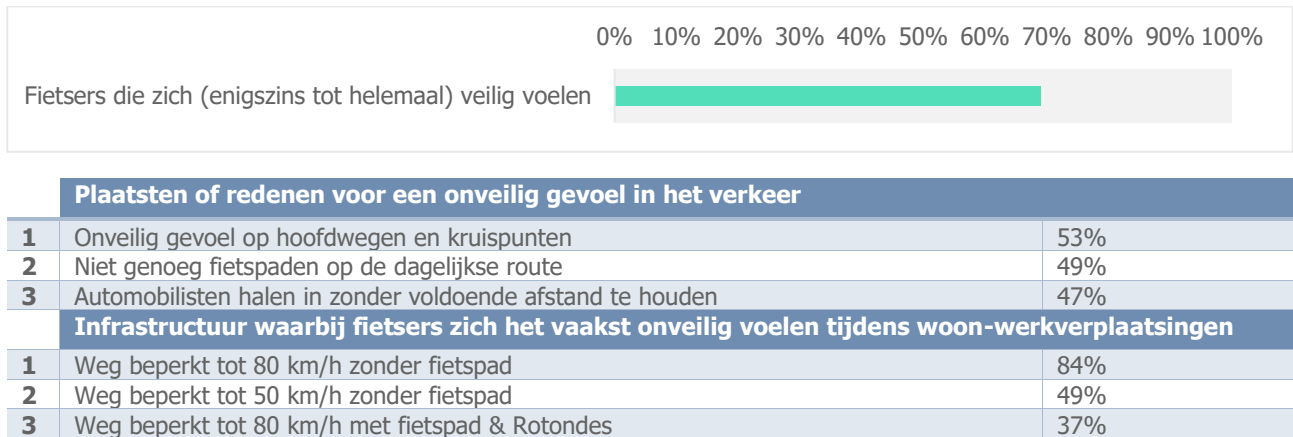 0% 10% 20% 30% 40% 50% 60% 70% 80% 90% 100%
Fietsers die zich (enigszins tot helemaal) veilig voelen
Plaatsten of redenen voor een onveilig gevoel in het verkeer
1 Onveilig gevoel op hoofdwegen en kruispunten 53%
2 Niet genoeg fietspaden op de dagelijkse route 49%
3 Automobilisten halen in zonder voldoende afstand te houden 47%
Infrastructuur waarbij fietsers zich het vaakst onveilig voelen tijdens woon-werkverplaatsingen
1 Weg beperkt tot 80 km/h zonder fietspad 84%
2 Weg beperkt tot 50 km/h zonder fietspad 49%
3 Weg beperkt tot 80 km/h met fietspad & Rotondes 37%